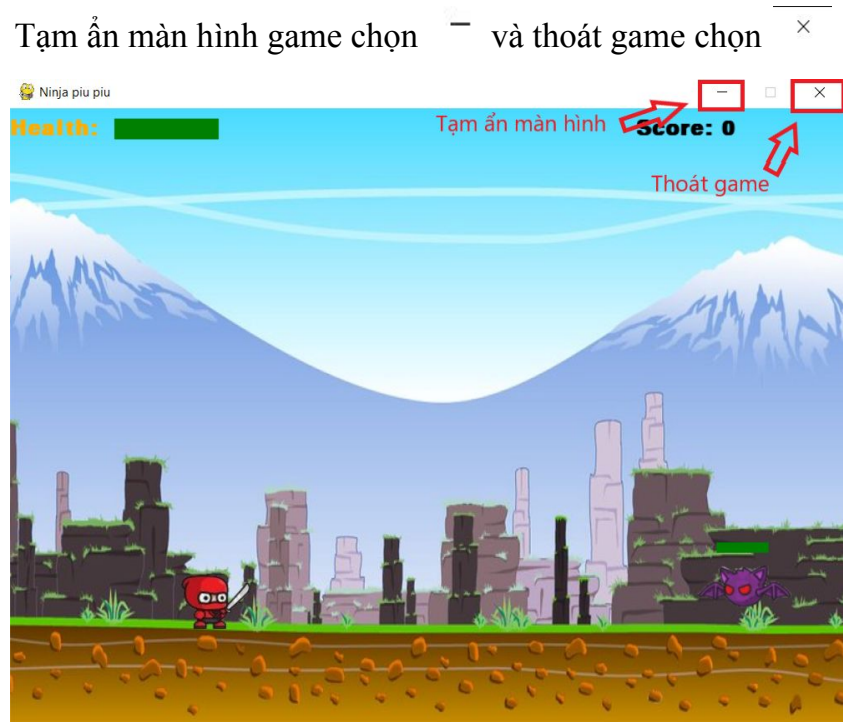 Tạm ẩn màn hình game chọn – và thoát game chọn ×
Ninja piu piu
Health:
Tạm ẩn màn hình
Score: 0
Thoát game